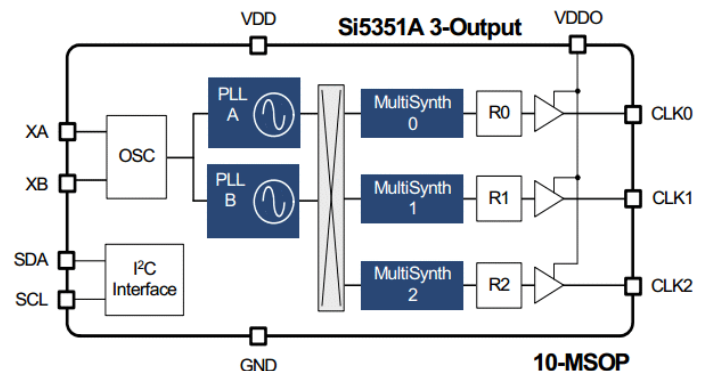 VDD
Si5351A 3-Output
VDDO
XA
XB
OSC
PLL
A
PLL
B
MultiSynth
0
R0
CLK0
MultiSynth
1
R1
CLK1
MultiSynth
2
R2
CLK2
SDA
SCL
I²C
Interface
GND
10-MSOP